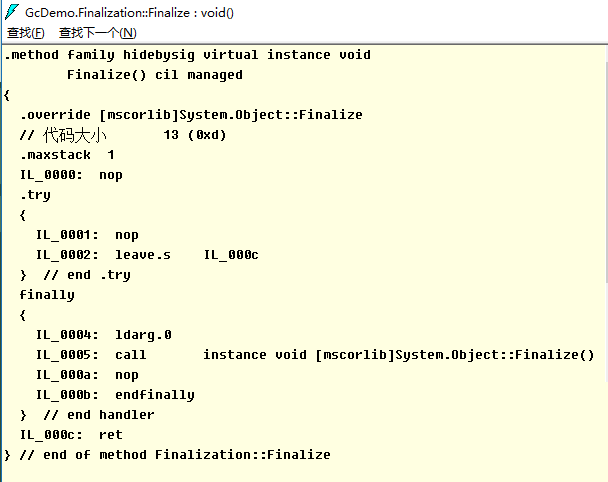 GcDemo.Finalization::Finalize : void()
查找(F) 查找下一个(N)
.method family hidebysig virtual instance void
        Finalize() cil managed
{
  .override [mscorlib]System.Object::Finalize
  // 代码大小       13 (0xd)
  .maxstack  1
  IL_0000:  nop
  .try
  {
    IL_0001:  nop
    IL_0002:  leave.s    IL_000c
  }  // end .try
  finally
  {
    IL_0004:  ldarg.0
    IL_0005:  call       instance void [mscorlib]System.Object::Finalize()
    IL_000a:  nop
    IL_000b:  endfinally
  }  // end handler
  IL_000c:  ret
} // end of method Finalization::Finalize